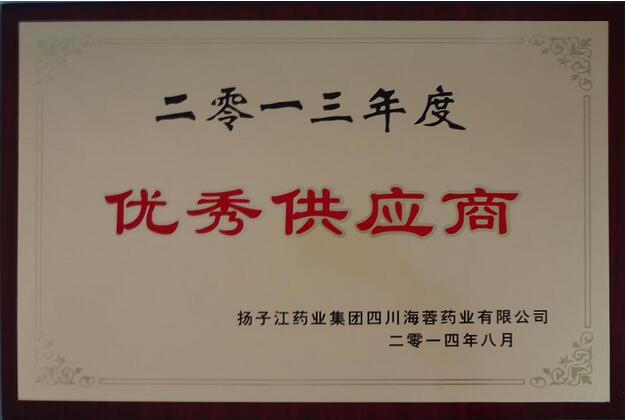 二零一三年度
优秀供应商
扬子江药业集团四川海蓉药业有限公司
二零一四年八月